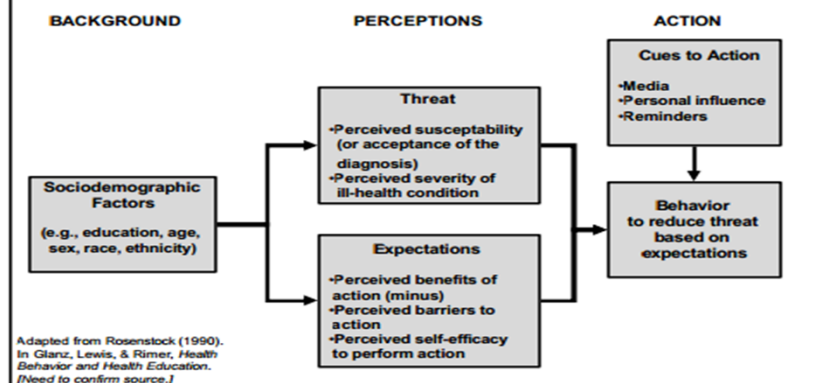 BACKGROUND
PERCEPTIONS
ACTION
Cues to Action
•Media
•Personal influence
•Reminders
Threat
•Perceived susceptability
(or acceptance of the
diagnosis)
•Perceived severity of
ill-health condition
Sociodemographic
Factors
(e.g., education, age,
sex, race, ethnicity)
Behavior
to reduce threat
based on
expectations
Expectations
•Perceived benefits of
action (minus)
•Perceived barriers to
action
•Perceived self-efficacy
to perform action
Adapted from Rosenstock (1990).
In Glanz, Lewis, & Rimer, Health
Behavior and Health Education.
[Need to confirm source.]